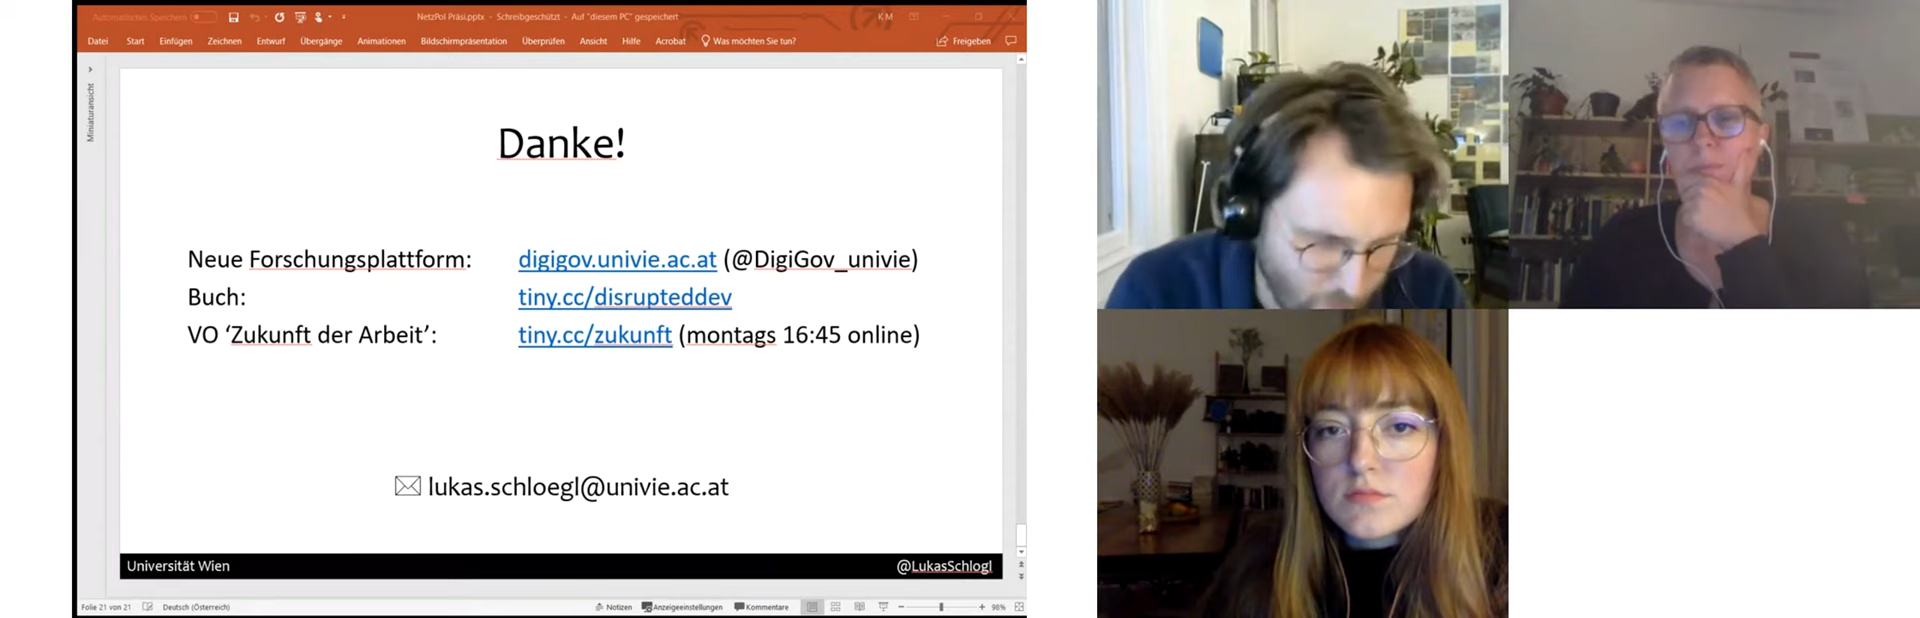 Automatisches Speichern
NetzPol Präsi.pptx - Schreibgeschützt - Auf "diesem PC" gespeichert
K M
Datei Start Einfügen Zeichnen Entwurf Übergänge Animationen Bildschirmpräsentation Überprüfen Ansicht Hilfe Acrobat Was möchten Sie tun? Freigeben
Miniaturansicht
Danke!
Neue Forschungsplattform: digigov.univie.ac.at (@DigiGov_univie)
Buch: tiny.cc/disrupteddev
VO ‘Zukunft der Arbeit’: tiny.cc/zukunft (montags 16:45 online)
lukas.schloegl@univie.ac.at
Universität Wien @LukasSchlogl
Folie 21 von 21 Deutsch (Österreich) Notizen Anzeigeeinstellungen Kommentare 98%